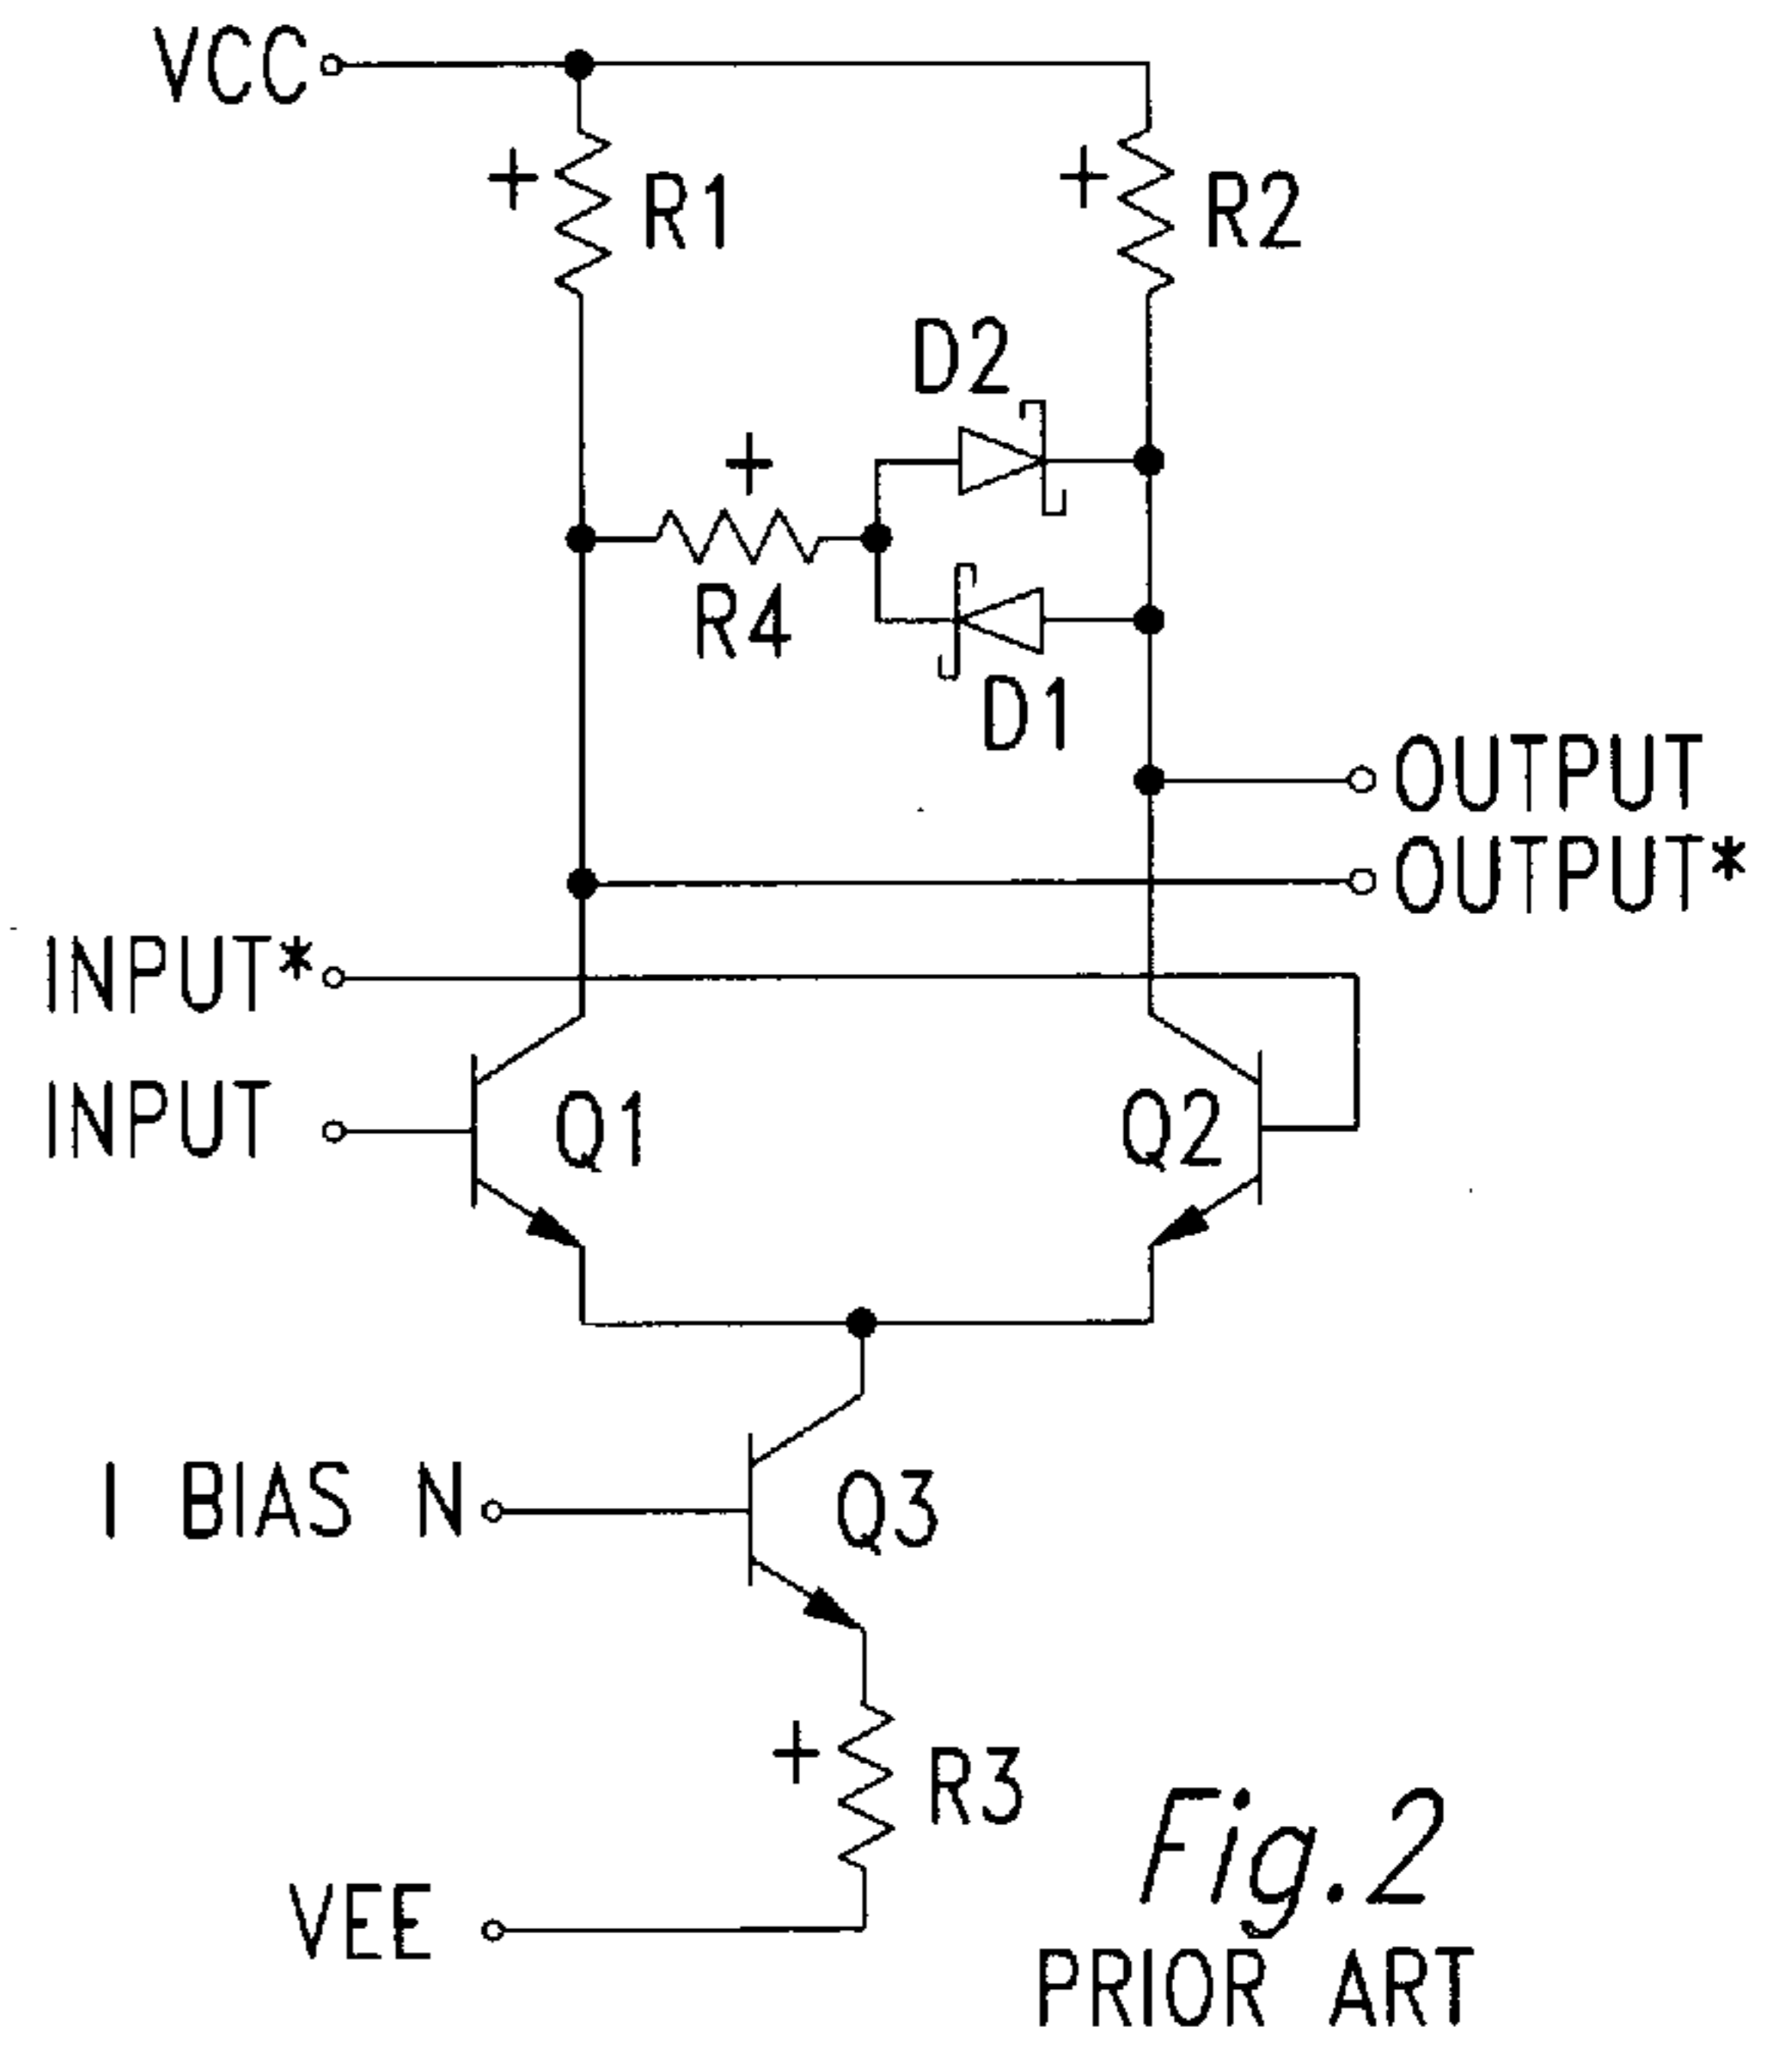 VCC
+ R1
+ R2
D2
+
R4
D1
OUTPUT
OUTPUT*
INPUT*
INPUT
Q1
Q2
I BIAS N
Q3
+ R3
VEE
Fig.2
PRIOR ART